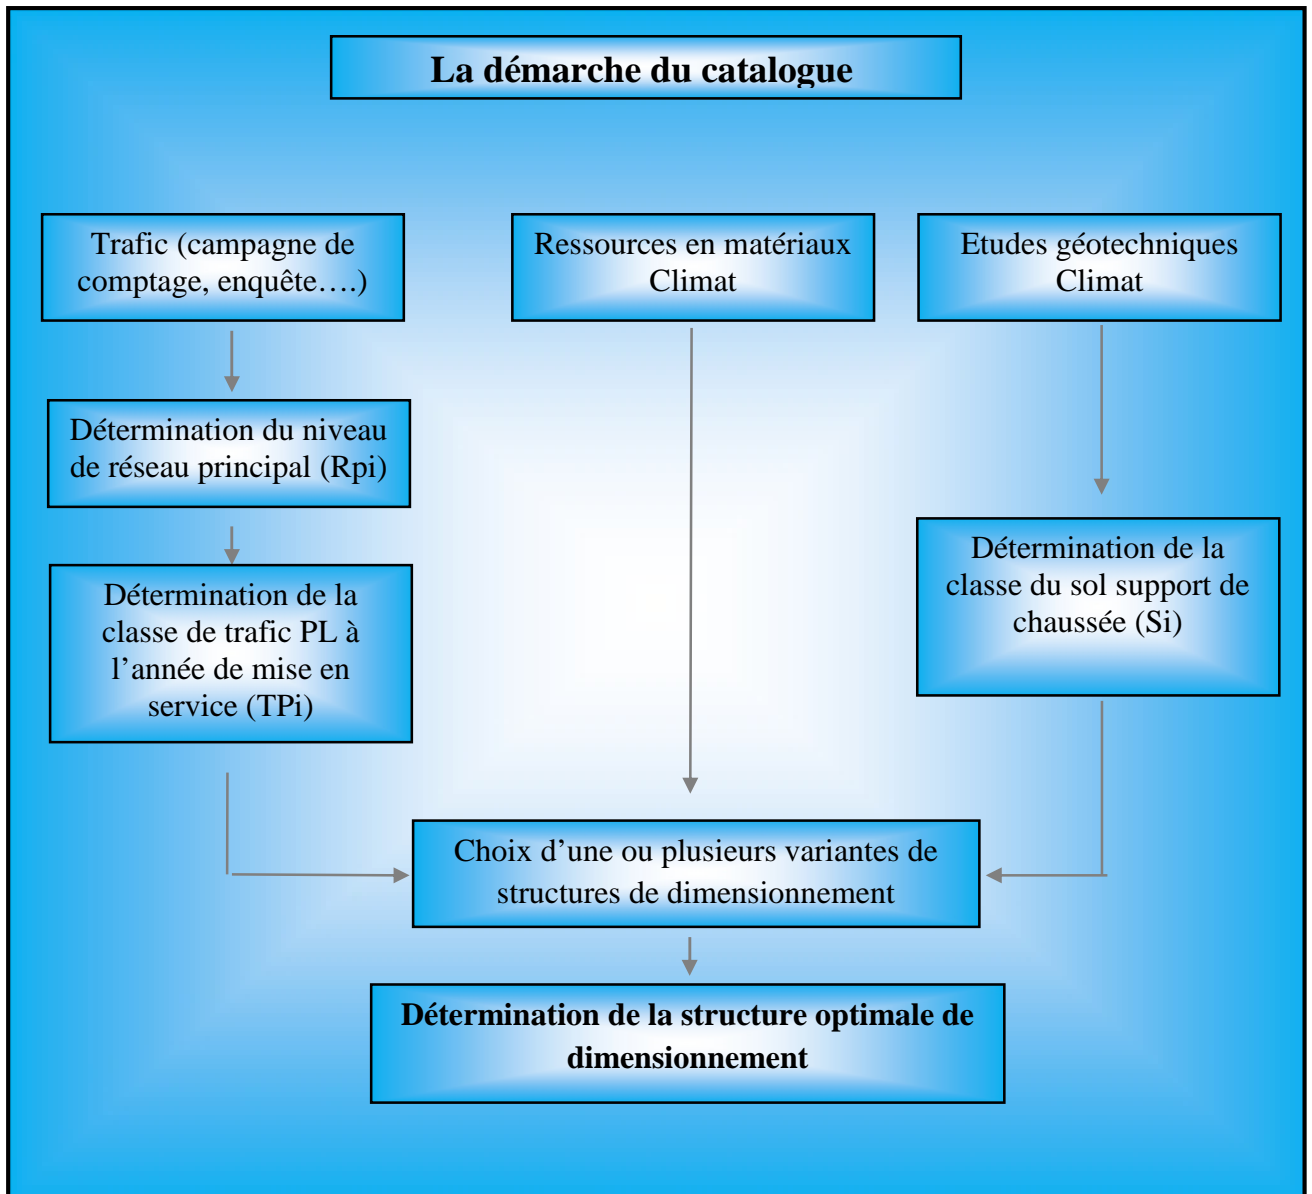 La démarche du catalogue
Trafic (campagne de
comptage, enquête….)
Ressources en matériaux
Climat
Etudes géotechniques
Climat
Détermination du niveau
de réseau principal (Rpi)
Détermination de la
classe de trafic PL à
l’année de mise en
service (TPi)
Détermination de la
classe du sol support de
chaussée (Si)
Choix d’une ou plusieurs variantes de
structures de dimensionnement
Détermination de la structure optimale de
dimensionnement